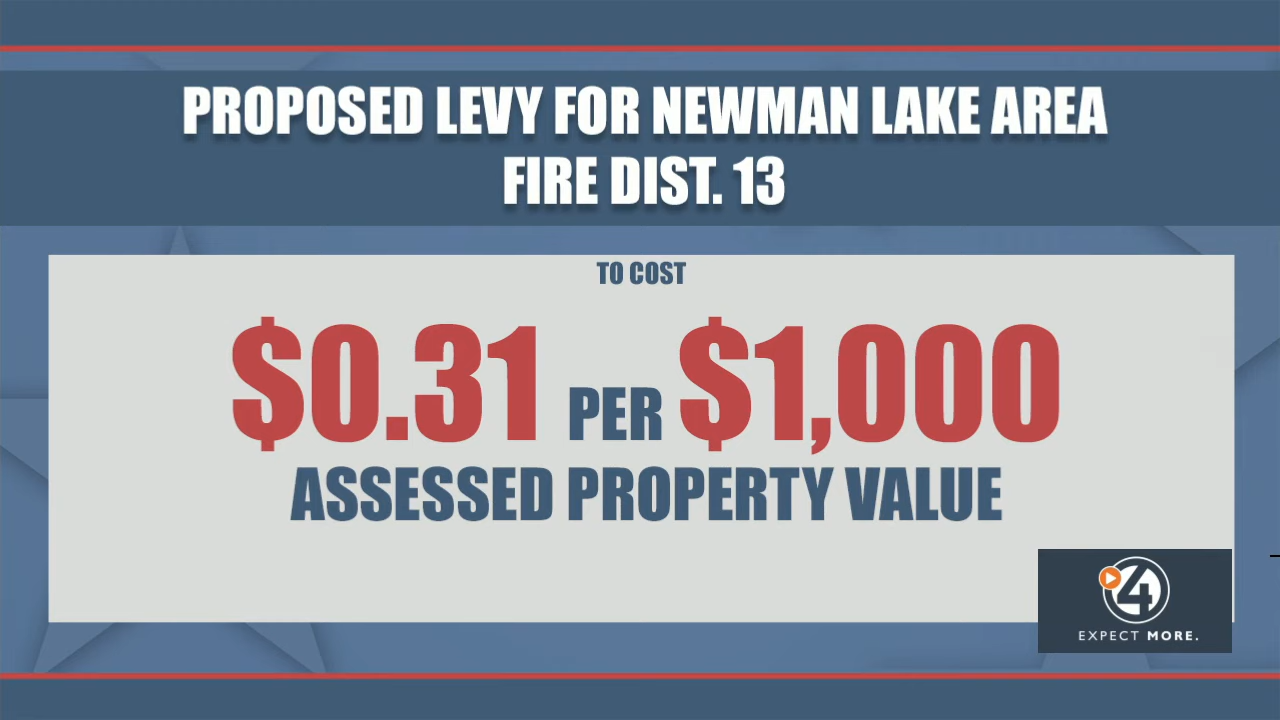 PROPOSED LEVY FOR NEWMAN LAKE AREA
FIRE DIST. 13
TO COST
$0.31 PER $1,000
ASSESSED PROPERTY VALUE
4
EXPECT MORE.